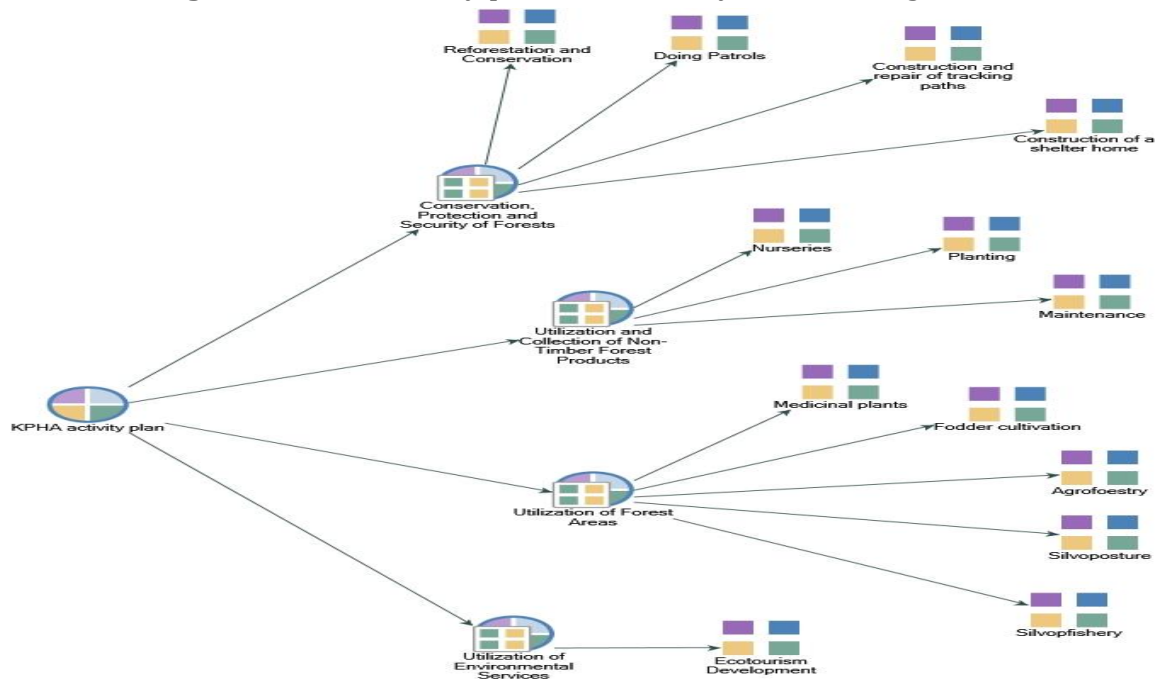 Reforestation and
Conservation
Doing Patrols
Construction and
repair of tracking
paths
Construction of a
shelter home
Conservation,
Protection and
Security of Forests
Nurseries
Planting
Maintenance
Utilization and
Collection of Non-
Timber Forest
Products
KPHA activity plan
Medicinal plants
Fodder cultivation
Agrofoestry
Utilization of Forest
Areas
Silvoposture
Silvopfishery
Utilization of
Environmental
Services
Ecotourism
Development